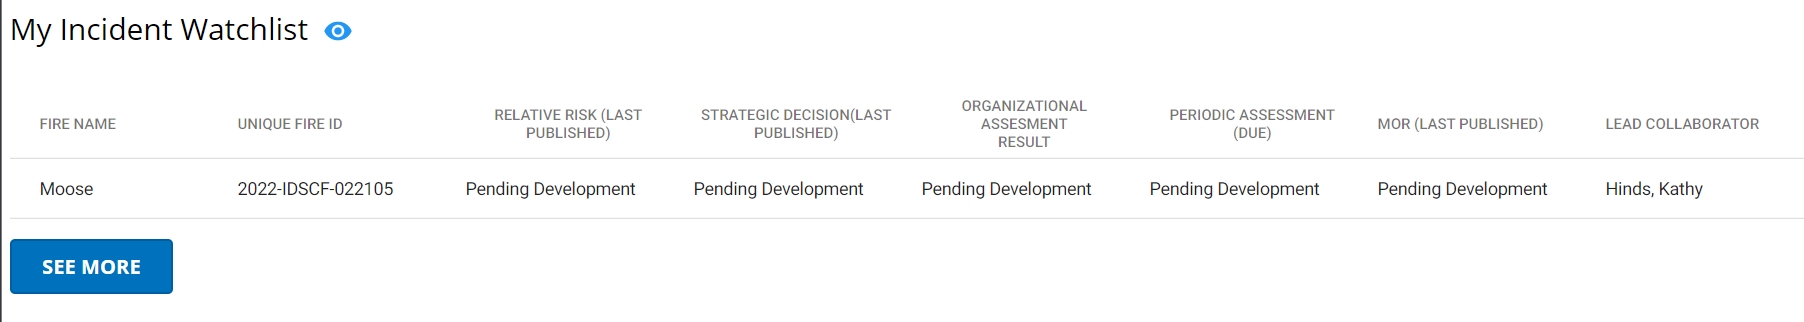 My Incident Watchlist
FIRE NAME
UNIQUE FIRE ID
RELATIVE RISK (LAST
PUBLISHED)
STRATEGIC DECISION(LAST
PUBLISHED)
ORGANIZATIONAL
ASSESMENT
RESULT
PERIODIC ASSESSMENT
(DUE)
MOR (LAST PUBLISHED)
LEAD COLLABORATOR
Moose
2022-IDSCF-022105
Pending Development
Pending Development
Pending Development
Pending Development
Pending Development
Hinds, Kathy
SEE MORE